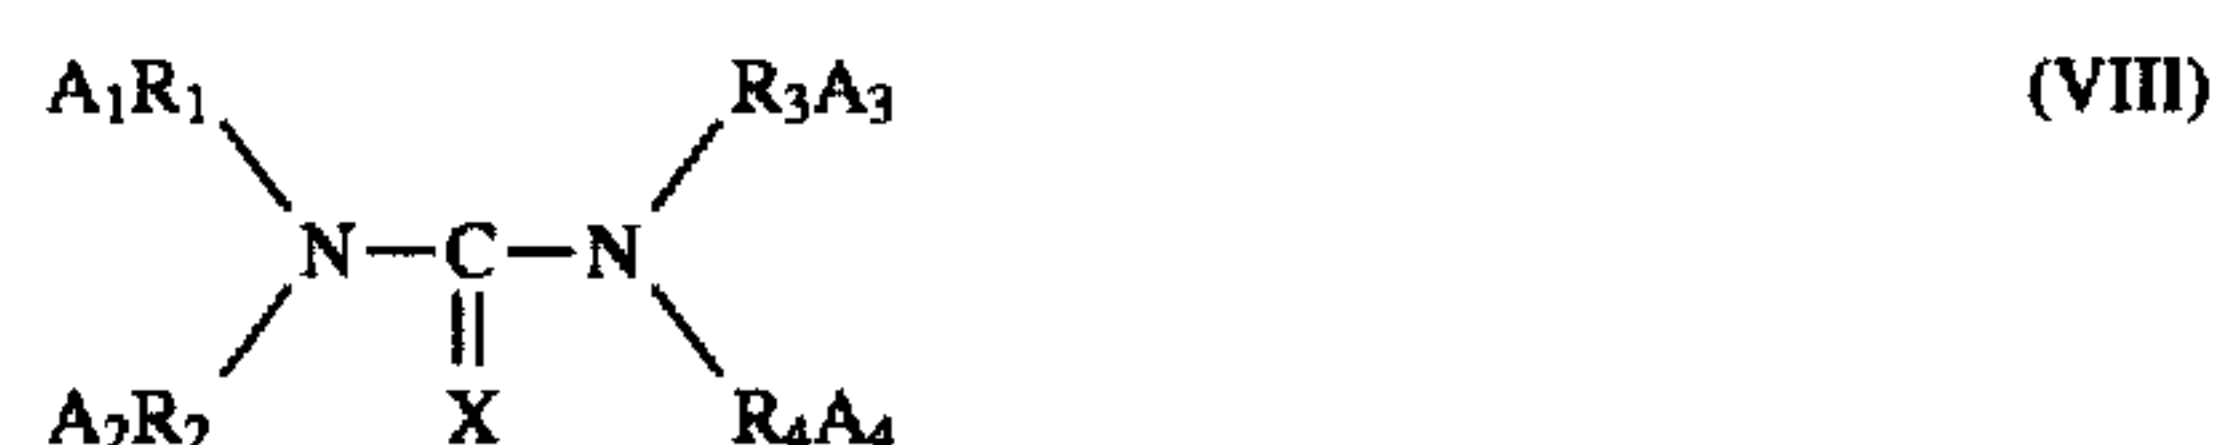 A₁R₁ R₃A₃ (VIII)
N—C—N
A₂R₂ X R₄A₄